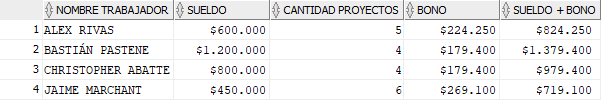 NOMBRE TRABAJADOR SUELDO CANTIDAD PROYECTOS BONO SUELDO + BONO
1 ALEX RIVAS $600.000 5 $224.250 $824.250
2 BASTIÁN PASTENE $1.200.000 4 $179.400 $1.379.400
3 CHRISTOPHER ABATTE $800.000 4 $179.400 $979.400
4 JAIME MARCHANT $450.000 6 $269.100 $719.100